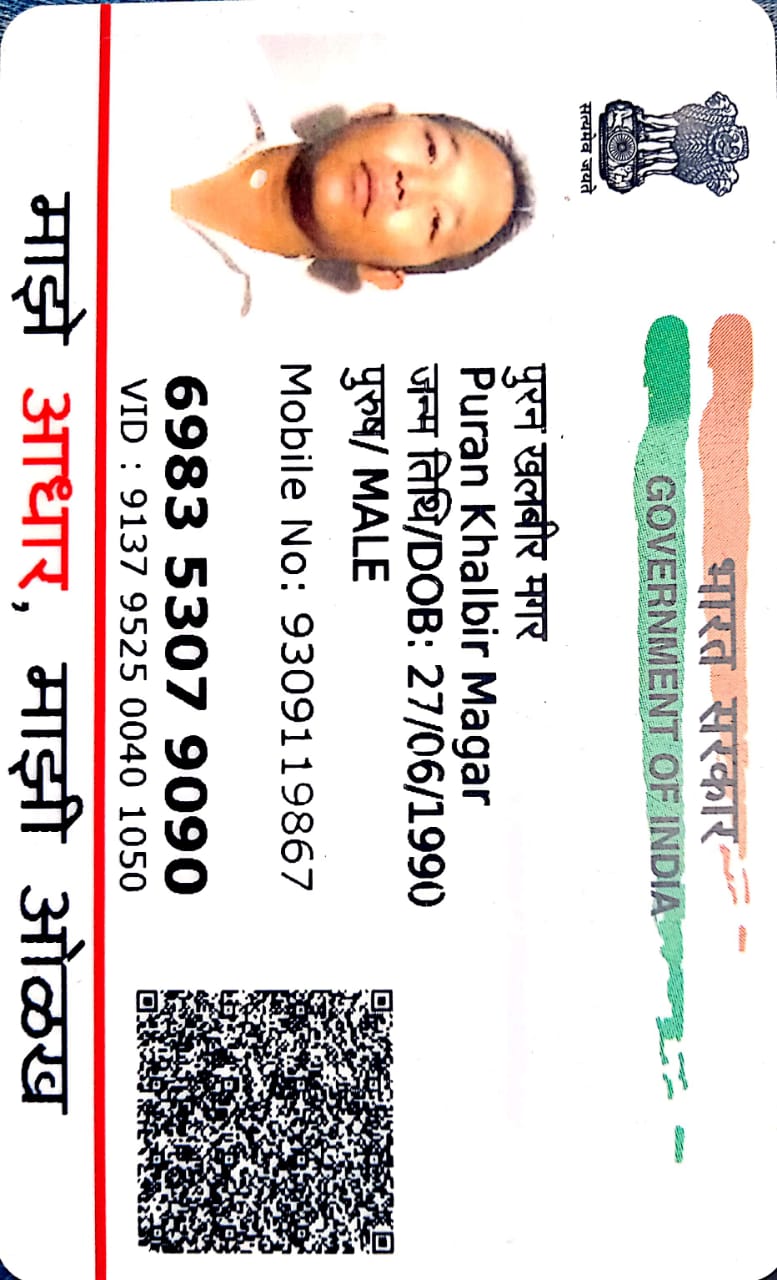 सत्यमेव जयते
भारत सरकार
GOVERNMENT OF INDIA
पुरन खलबीर मगर
Puran Khalbir Magar
जन्म तिथि/DOB: 27/06/1990
पुरुष/ MALE
Mobile No: 9309119867
6983 5307 9090
VID : 9137 9525 0040 1050
माझे आधार, माझी ओळख